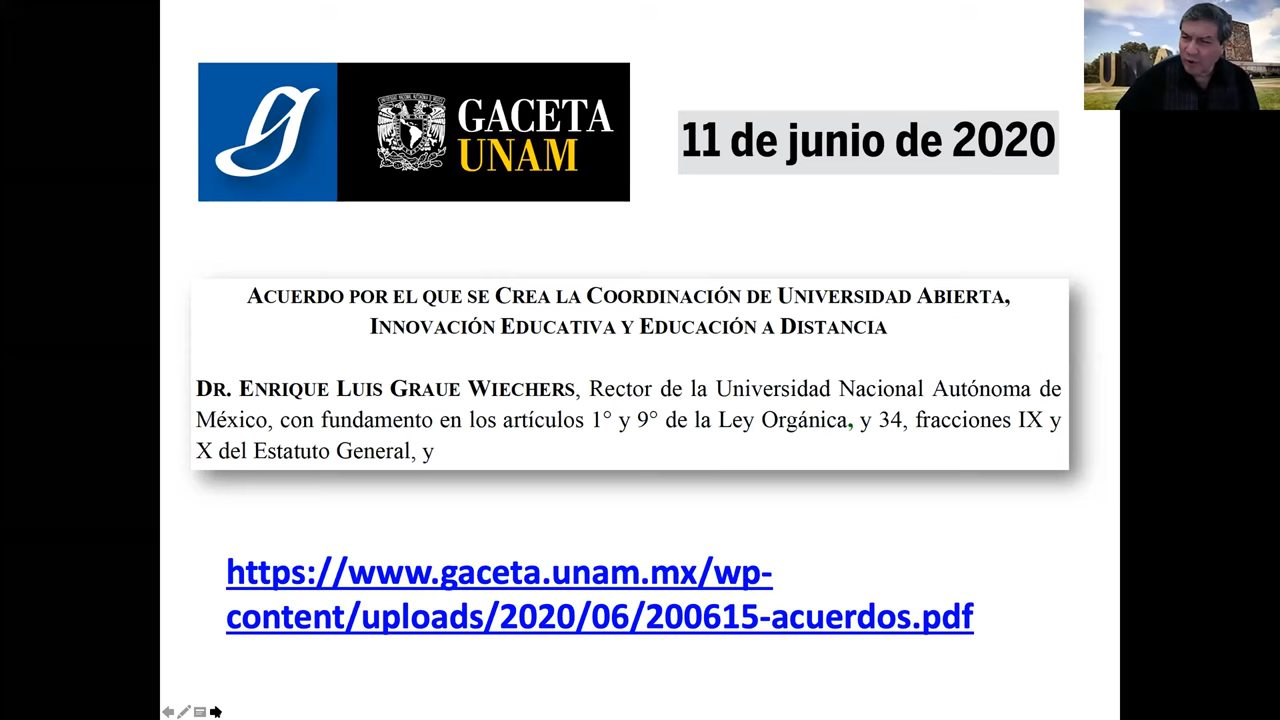 GACETA
UNAM
11 de junio de 2020
ACUERDO POR EL QUE SE CREA LA COORDINACIÓN DE UNIVERSIDAD ABIERTA,
INNOVACIÓN EDUCATIVA Y EDUCACIÓN A DISTANCIA
DR. ENRIQUE LUIS GRAUE WIECHERS, Rector de la Universidad Nacional Autónoma de
México, con fundamento en los artículos 1° y 9° de la Ley Orgánica, y 34, fracciones IX y
X del Estatuto General, y
https://www.gaceta.unam.mx/wp-
content/uploads/2020/06/200615-acuerdos.pdf